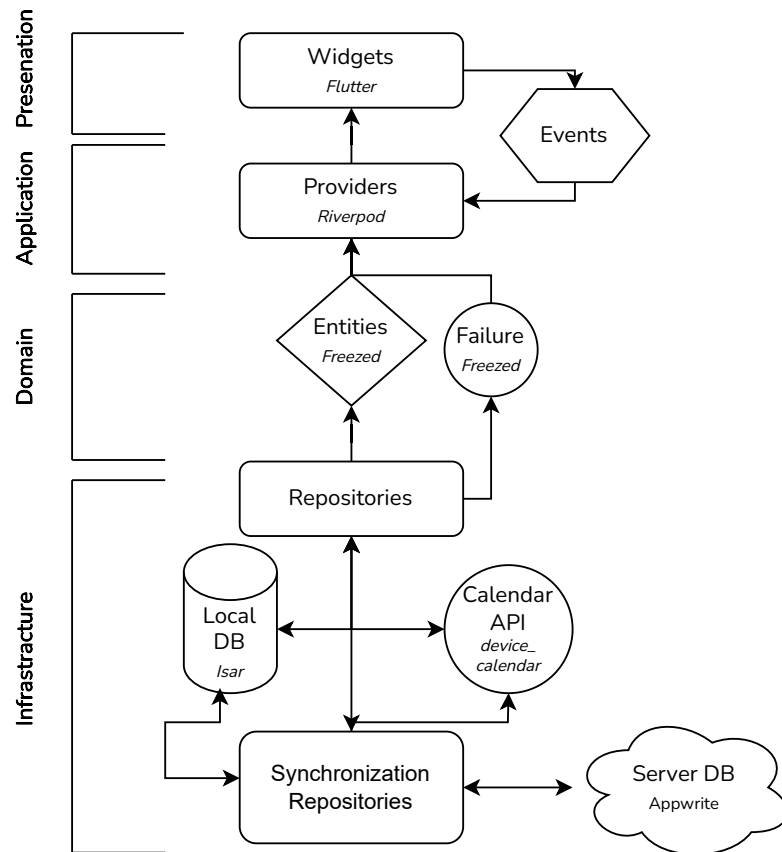 Presenation
Widgets
Flutter
Events
Application
Providers
Riverpod
Domain
Entities
Freezed
Failure
Freezed
Infrastracture
Repositories
Local
DB
Isar
Calendar
API
device_
calendar
Synchronization
Repositories
Server DB
Appwrite